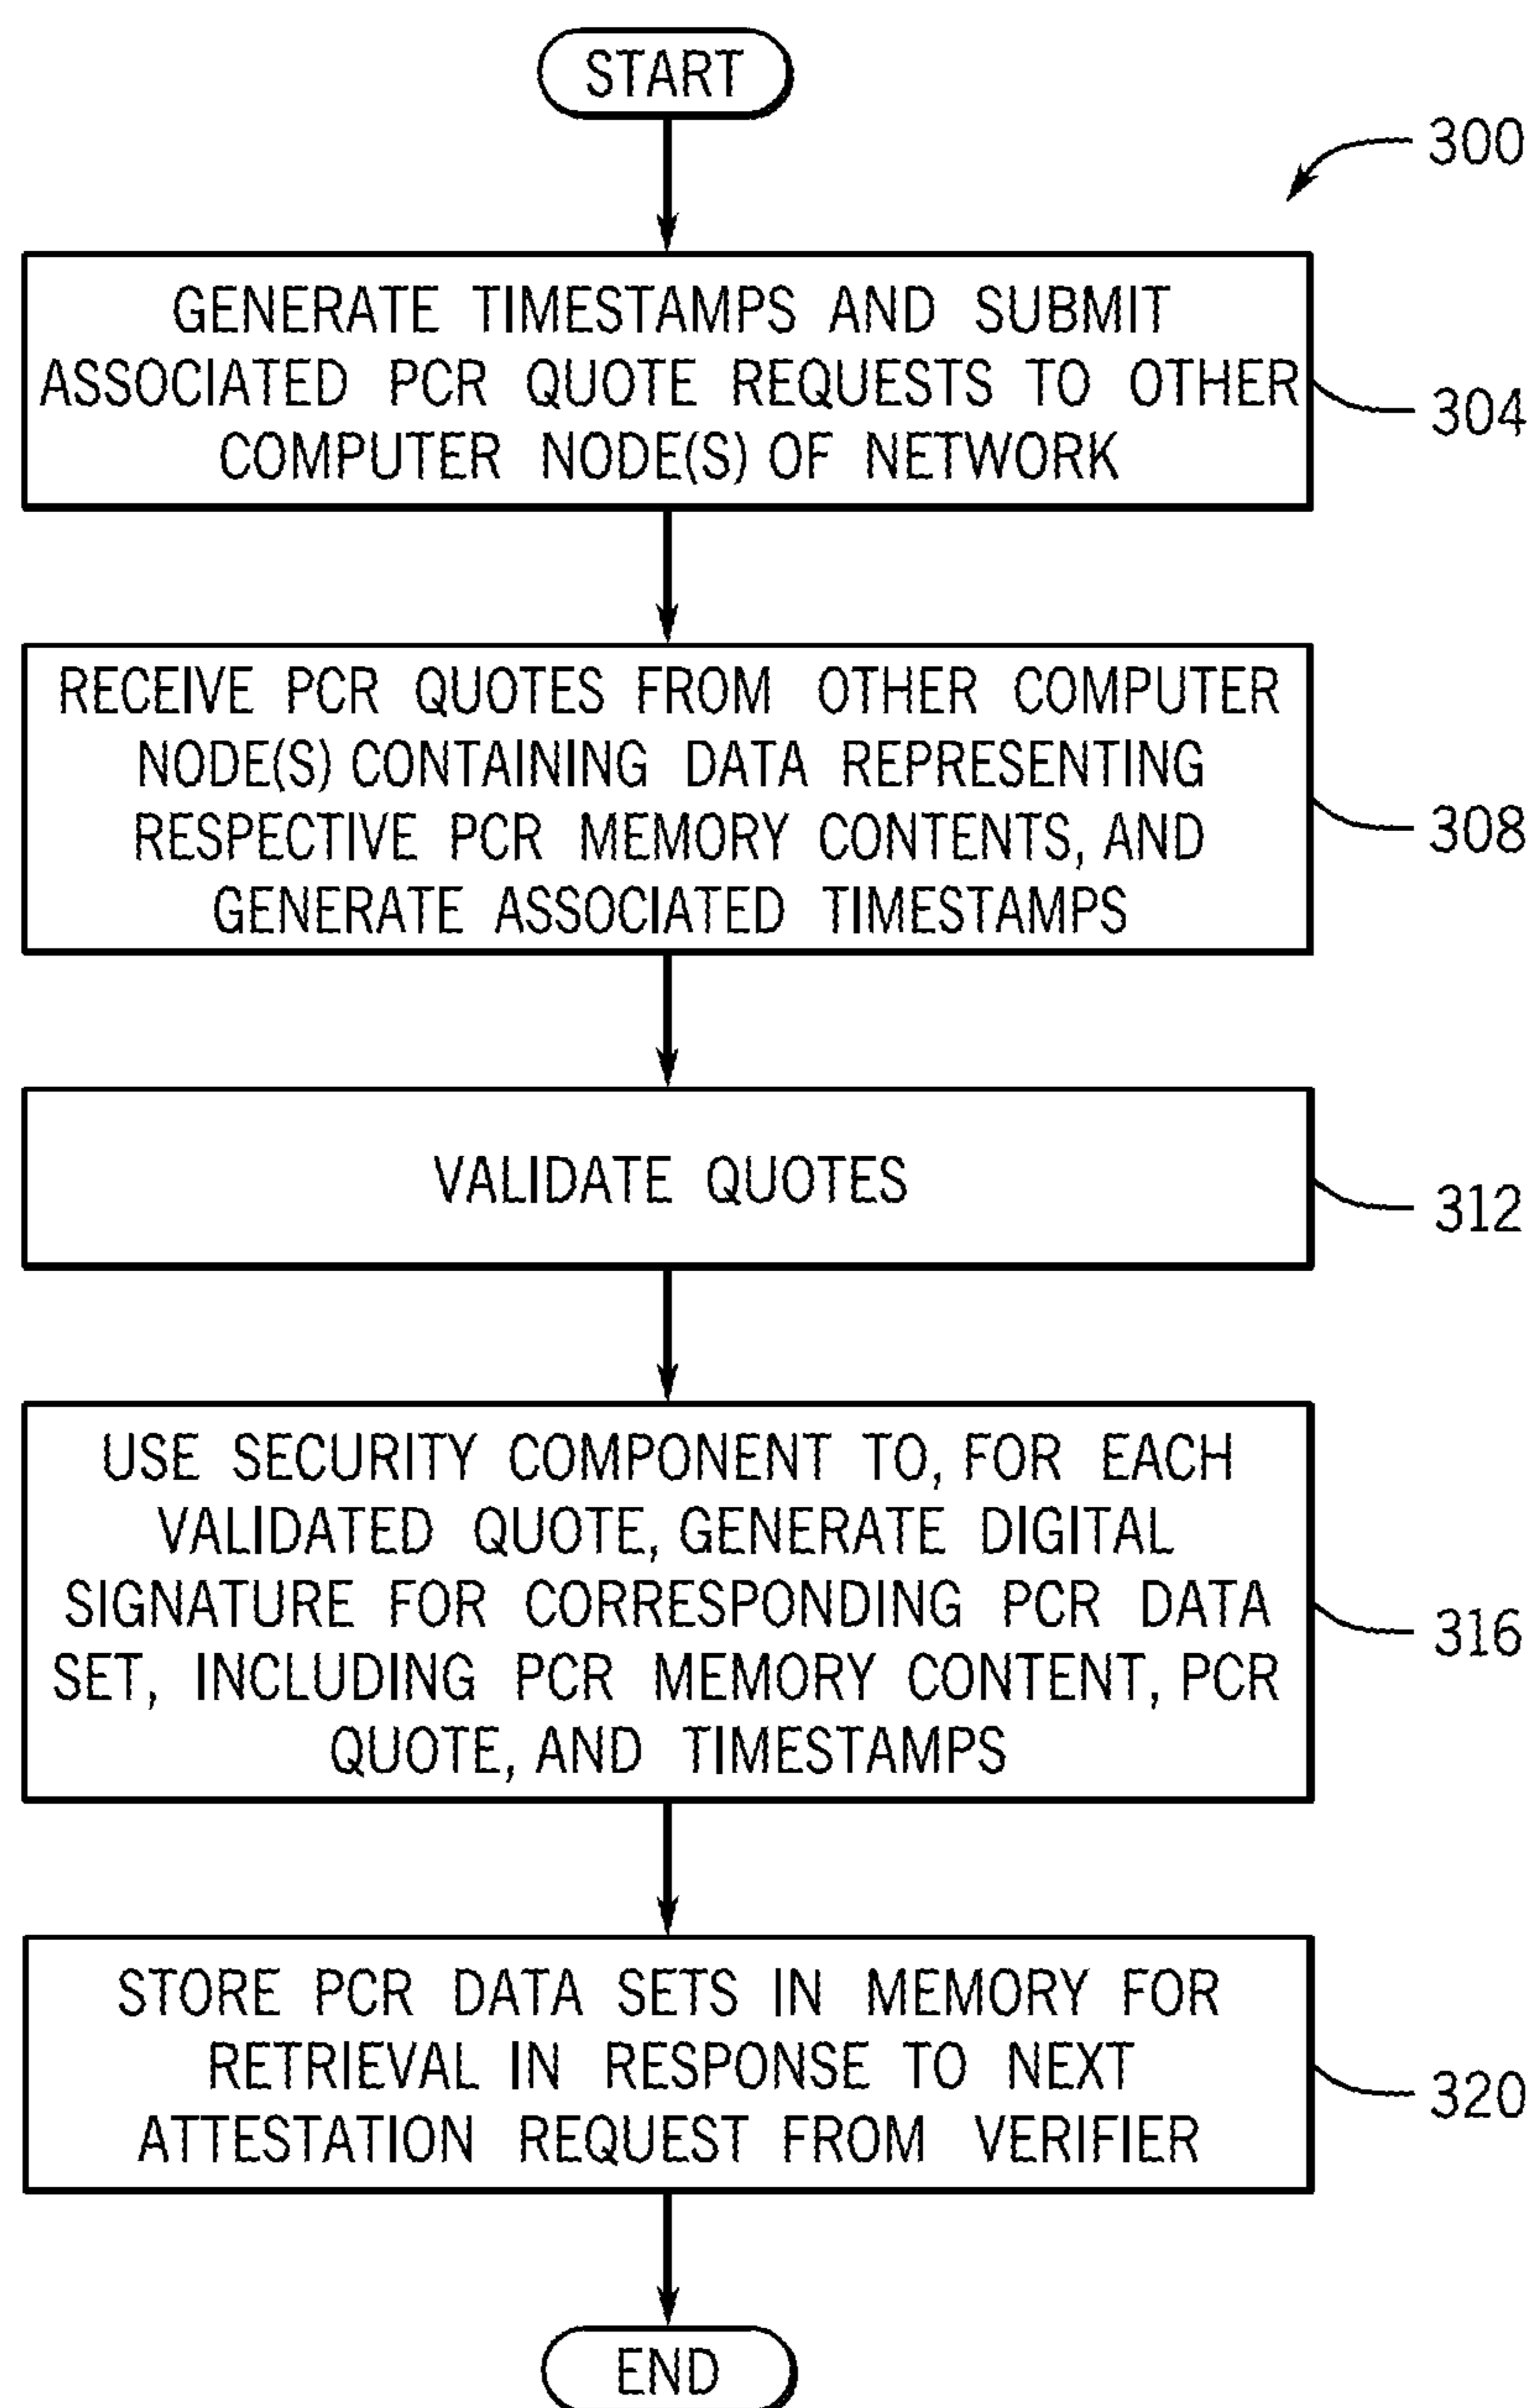 START
300
GENERATE TIMESTAMPS AND SUBMIT
ASSOCIATED PCR QUOTE REQUESTS TO OTHER
COMPUTER NODE(S) OF NETWORK
304
RECEIVE PCR QUOTES FROM OTHER COMPUTER
NODE(S) CONTAINING DATA REPRESENTING
RESPECTIVE PCR MEMORY CONTENTS, AND
GENERATE ASSOCIATED TIMESTAMPS
308
VALIDATE QUOTES
312
USE SECURITY COMPONENT TO, FOR EACH
VALIDATED QUOTE, GENERATE DIGITAL
SIGNATURE FOR CORRESPONDING PCR DATA
SET, INCLUDING PCR MEMORY CONTENT, PCR
QUOTE, AND TIMESTAMPS
316
STORE PCR DATA SETS IN MEMORY FOR
RETRIEVAL IN RESPONSE TO NEXT
ATTESTATION REQUEST FROM VERIFIER
320
END